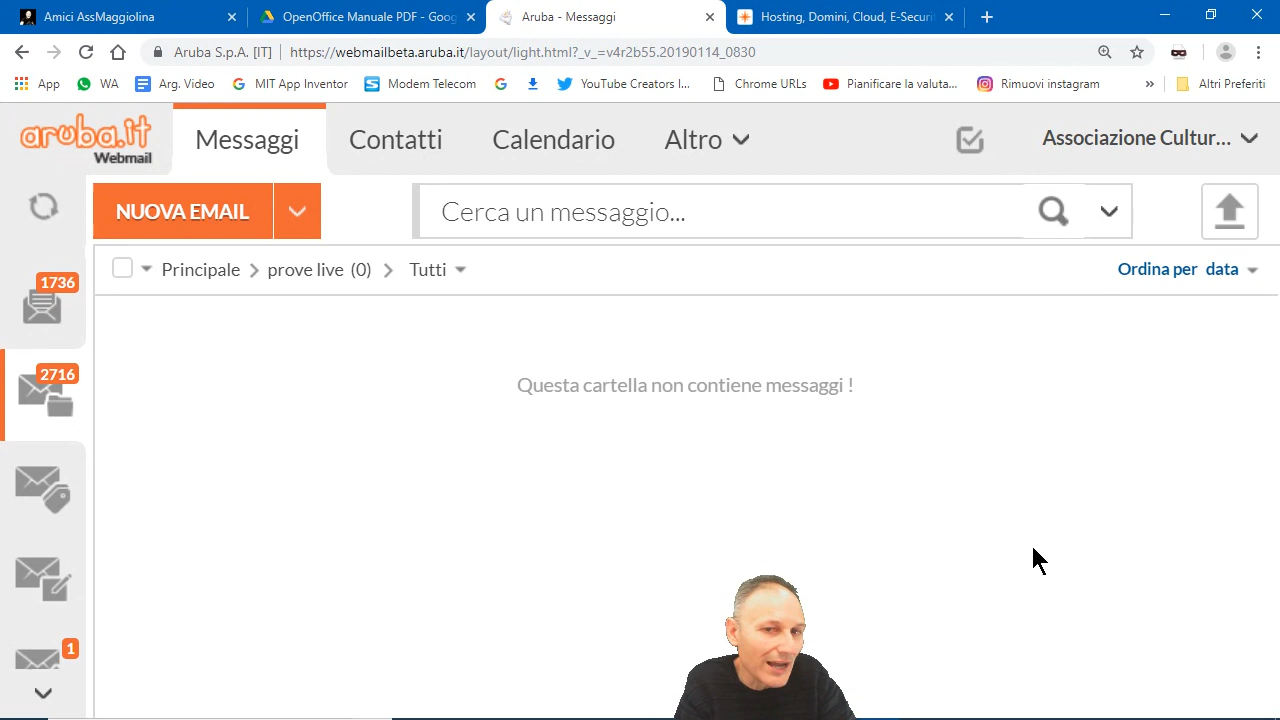 Amici AssMaggiolina
OpenOffice Manuale PDF - Goog
Aruba - Messaggi
Hosting, Domini, Cloud, E-Securi
Aruba S.p.A. [IT]
https://webmailbeta.aruba.it/layout/light.html?_v_=v4r2b55.20190114_0830
App
WA
Arg. Video
MIT App Inventor
Modem Telecom
YouTube Creators I...
Chrome URLs
Pianificare la valuta...
Rimuovi instagram
»
Altri Preferiti
aruba.it
Webmail
Messaggi
Contatti
Calendario
Altro
Associazione Cultur...
NUOVA EMAIL
Cerca un messaggio...
1736
Principale
prove live (0)
Tutti
Ordina per data
2716
Questa cartella non contiene messaggi !
1